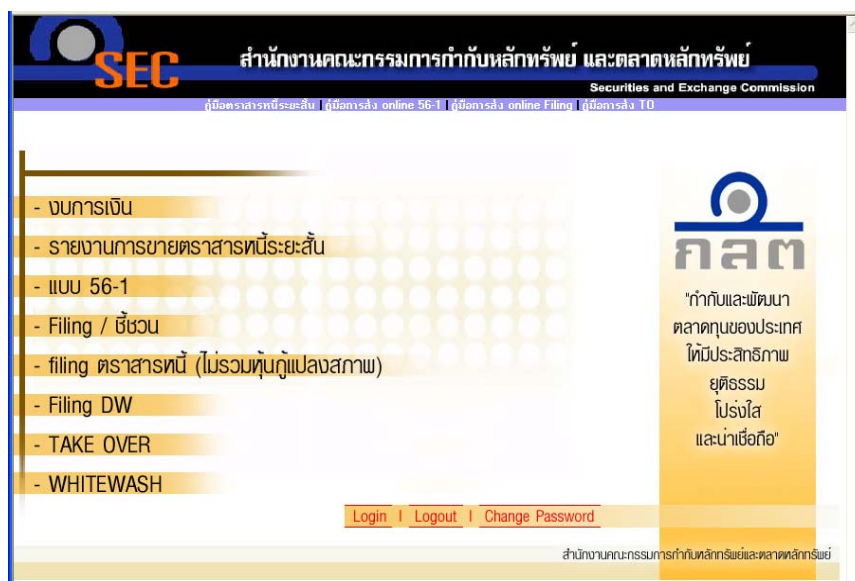 SEC
สำนักงานคณะกรรมการกำกับหลักทรัพย์ และตลาดหลักทรัพย์
Securities and Exchange Commission
คู่มือตราสารหนี้ระยะสั้น | คู่มือการส่ง online 56-1 | คู่มือการส่ง online Filing | คู่มือการส่ง TO
- งบการเงิน
- รายงานการขายตราสารหนี้ระยะสั้น
- แบบ 56-1
- Filing / ชี้ชวน
- filing ตราสารหนี้ (ไม่รวมหุ้นกู้แปลงสภาพ)
- Filing DW
- TAKE OVER
- WHITEWASH
กลต
"กำกับและพัฒนา
ตลาดทุนของประเทศ
ให้มีประสิทธิภาพ
ยุติธรรม
โปร่งใส
และน่าเชื่อถือ"
Login | Logout | Change Password
สำนักงานคณะกรรมการกำกับหลักทรัพย์และตลาดหลักทรัพย์